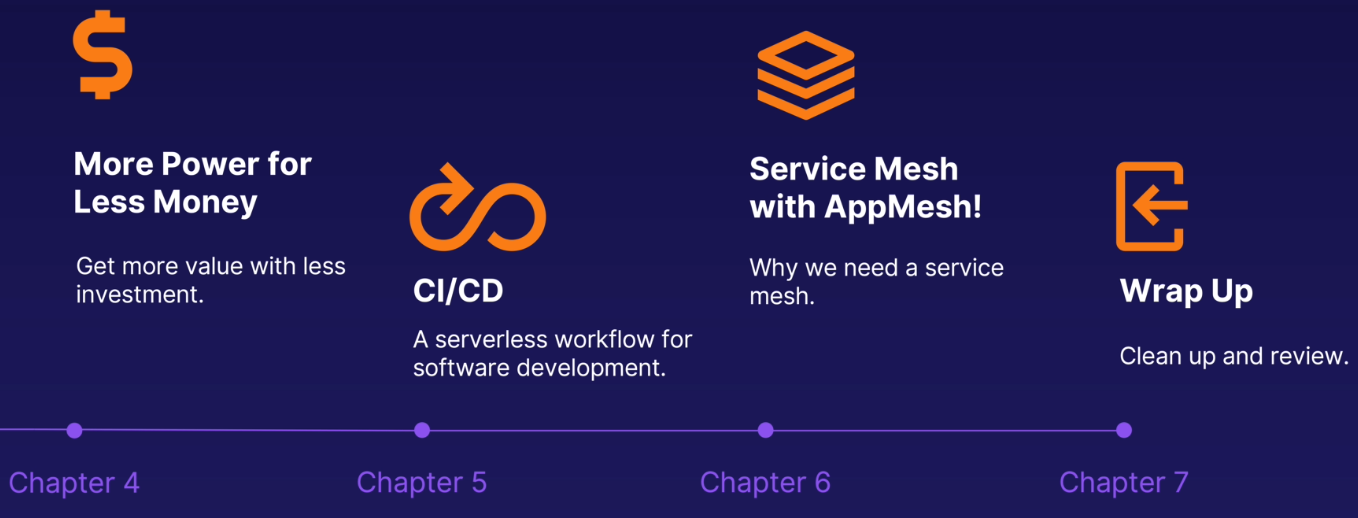 More Power for
Less Money
Get more value with less
investment.
Chapter 4
CI/CD
A serverless workflow for
software development.
Chapter 5
Service Mesh
with AppMesh!
Why we need a service
mesh.
Chapter 6
Wrap Up
Clean up and review.
Chapter 7